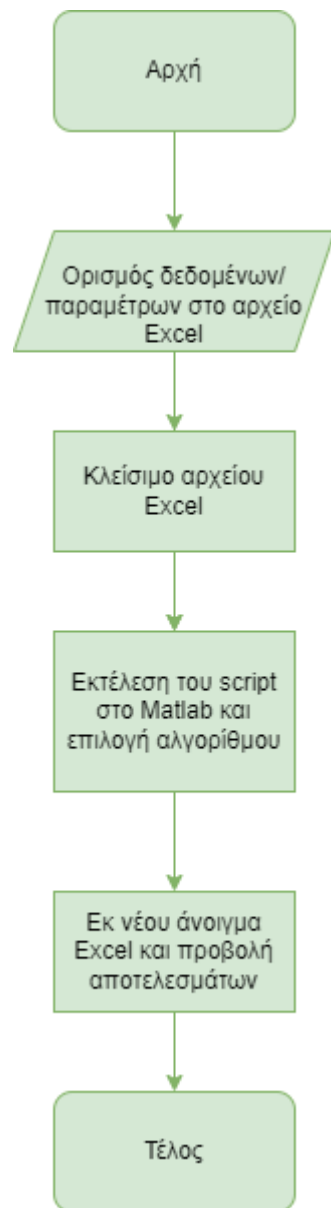 Αρχή
Ορισμός δεδομένων/
παραμέτρων στο αρχείο
Excel
Κλείσιμο αρχείου
Excel
Εκτέλεση του script
στο Matlab και
επιλογή αλγορίθμου
Εκ νέου άνοιγμα
Excel και προβολή
αποτελεσμάτων
Τέλος